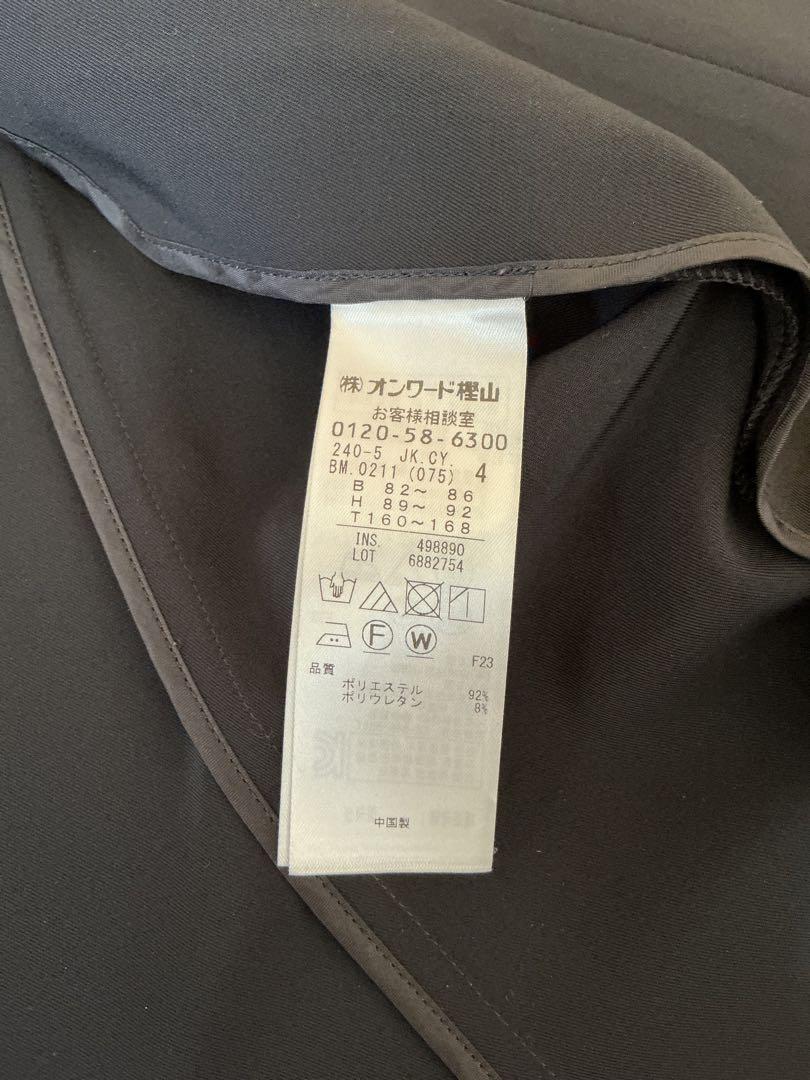 (株)オンワード樫山
お客様相談室
0120-58-6300
240-5 JK.CY.
BM.0211(075) 4
B 82～ 86
H 89～ 92
T160～168
INS. 498890
LOT 6882754
F W
F23
品質
ポリエステル 92%
ポリウレタン 8%
中国製